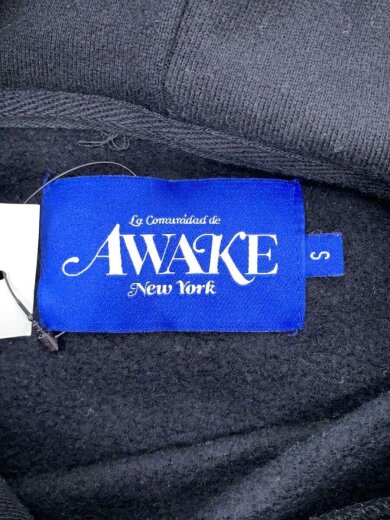 La Comunidad de
AWAKE
New York
S